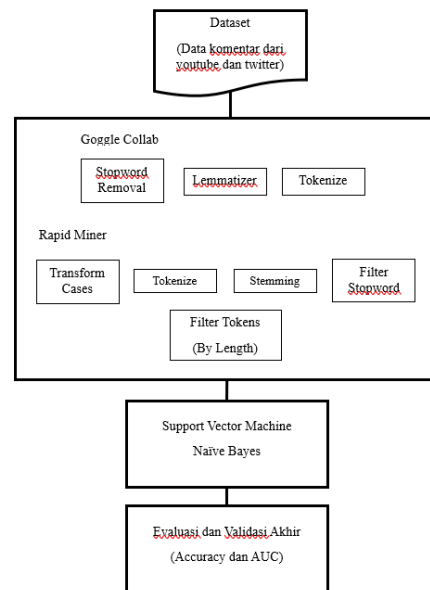 Dataset
(Data komentar dari
youtube dan twitter)
Goggle Collab
Stopword
Removal
Lemmatizer
Tokenize
Rapid Miner
Transform
Cases
Tokenize
Stemming
Filter
Stopword
Filter Tokens
(By Length)
Support Vector Machine
Naïve Bayes
Evaluasi dan Validasi Akhir
(Accuracy dan AUC)